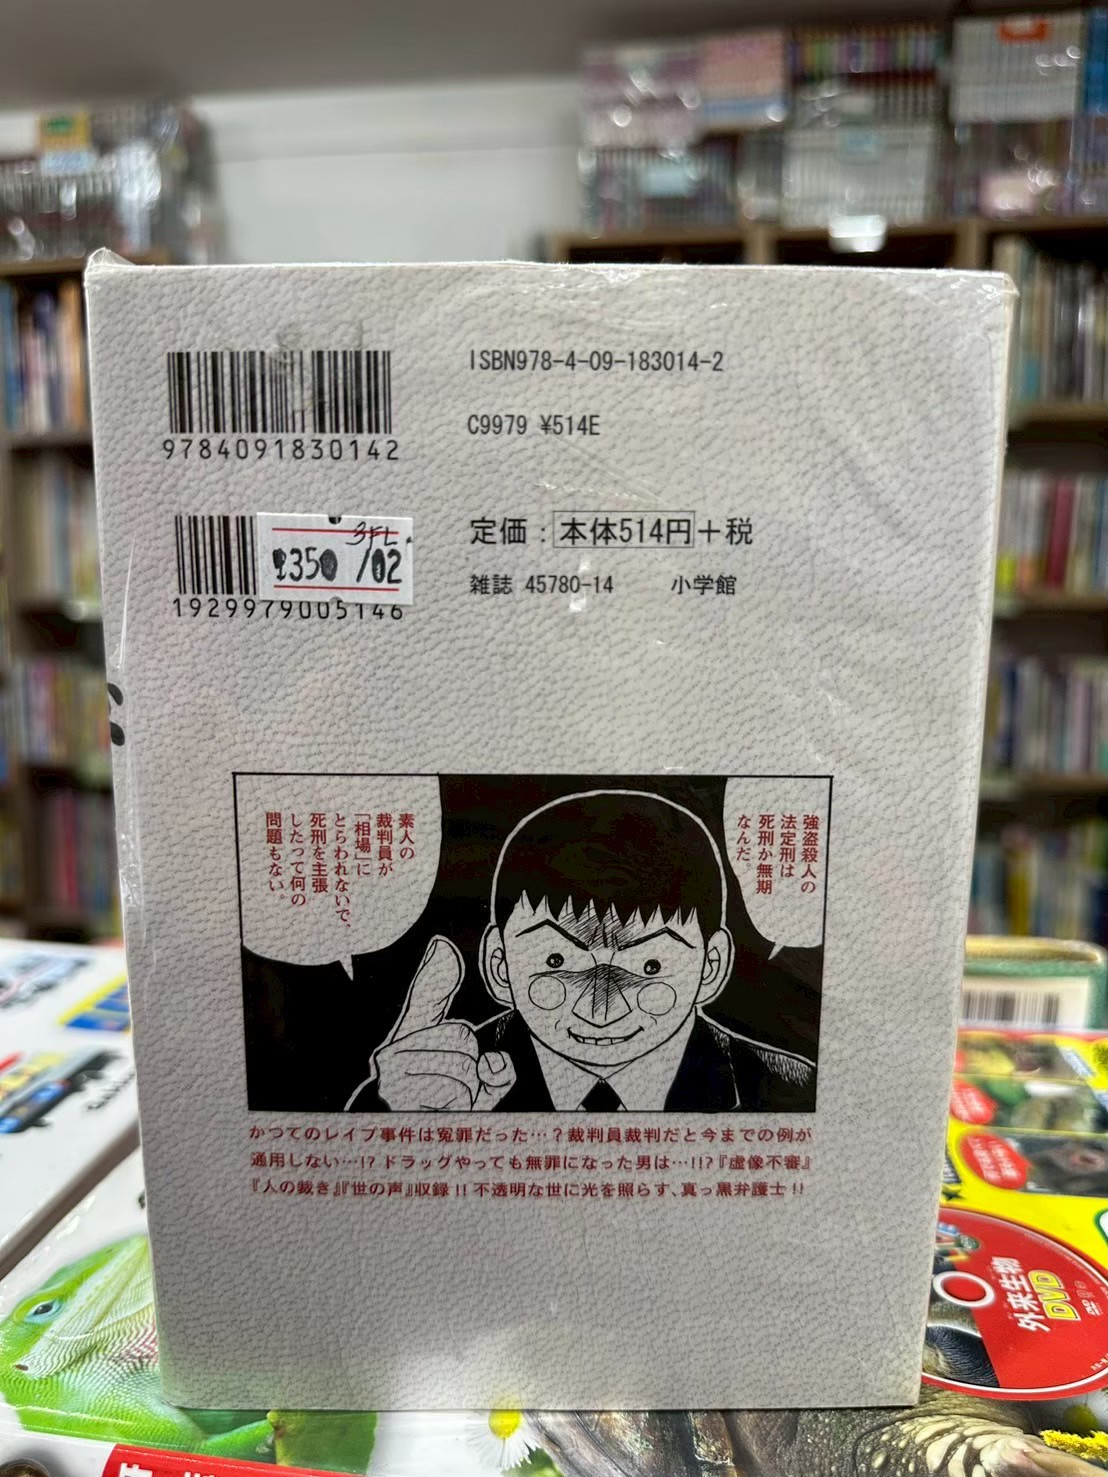 ISBN978-4-09-183014-2
9784091830142
C9979 ¥514E
3FL.
350 /02
定価：本体514円＋税
雑誌 45780-14 小学館
1929979005146
強盗殺人の
法定刑は
死刑か無期
なんだ。
素人の
裁判員が
「相場」に
とらわれないで、
死刑を主張
したって何の
問題もない。
かつてのレイプ事件は冤罪だった…？裁判員裁判だと今までの例が
通用しない…!? ドラッグやっても無罪になった男は…!!?『虚像不審』
『人の裁き』『世の声』収録!! 不透明な世に光を照らす、真っ黒弁護士!!
外来生物
DVD